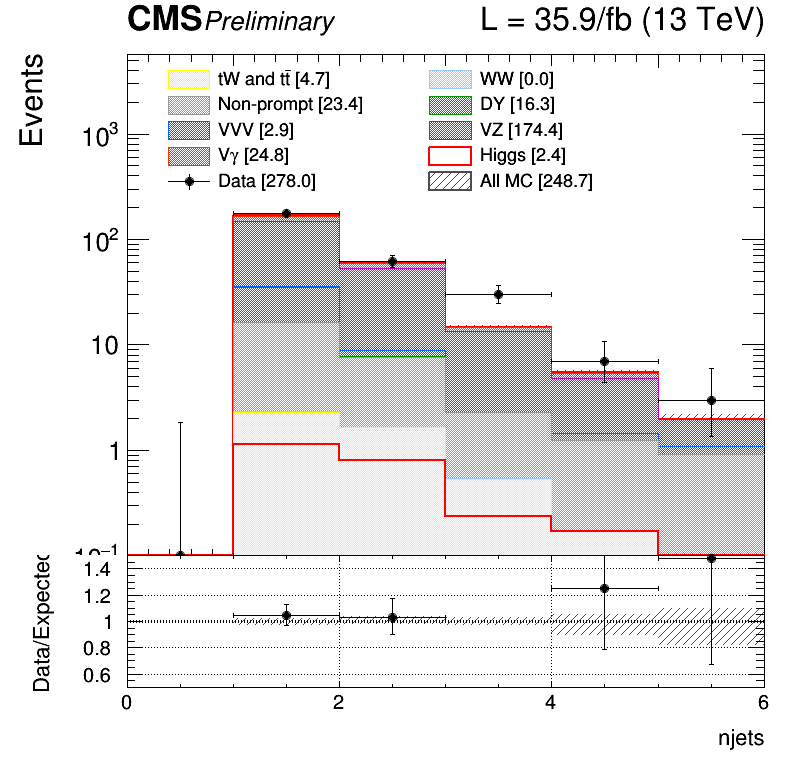 CMS Preliminary L = 35.9/fb (13 TeV)
Events
tW and tt̄ [4.7] WW [0.0]
Non-prompt [23.4] DY [16.3]
VVV [2.9] VZ [174.4]
Vγ [24.8] Higgs [2.4]
Data [278.0] All MC [248.7]
10³
10²
10
1
10⁻¹
Data/Expected
1.4
1.2
1
0.8
0.6
0 2 4 6
njets